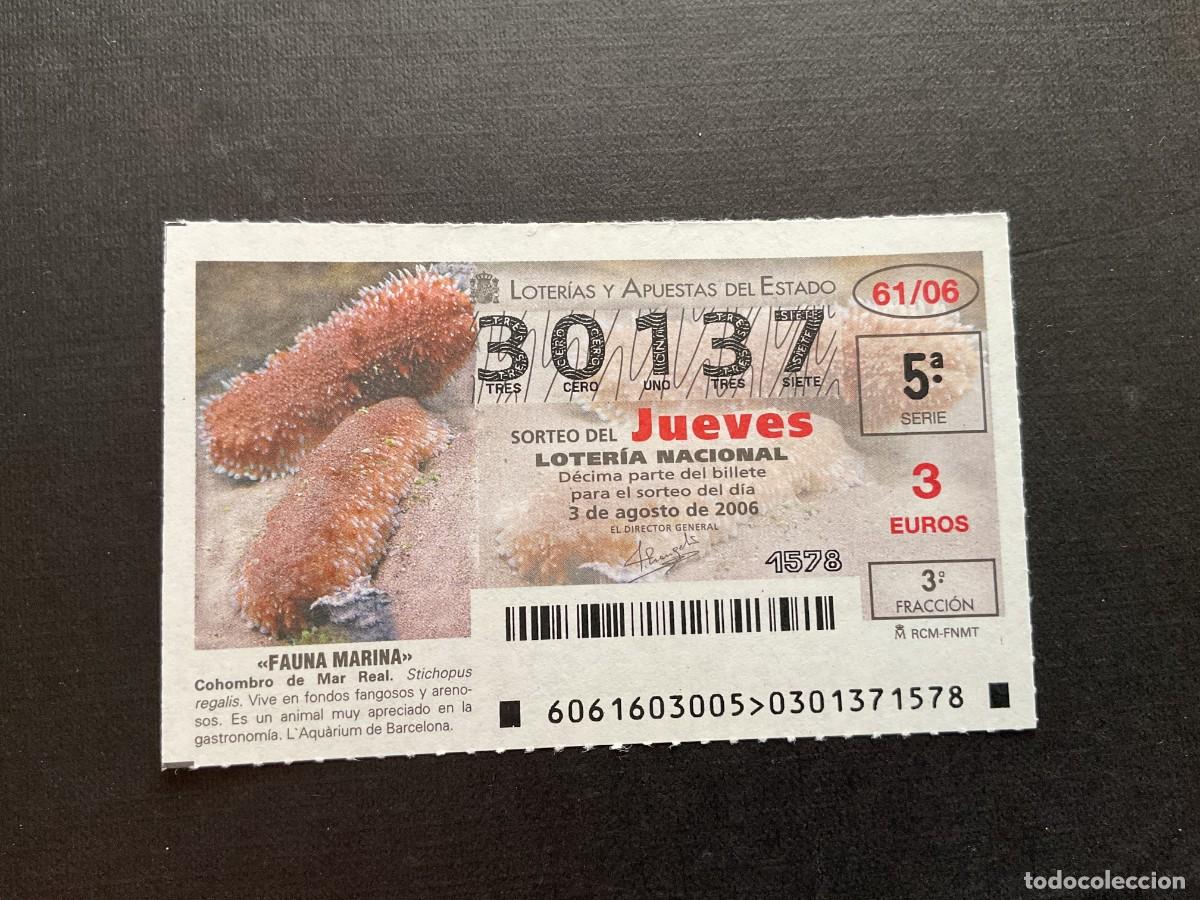 LOTERÍAS Y APUESTAS DEL ESTADO
61/06
30137
TRES CERO UNO TRES SIETE
5ª
SERIE
SORTEO DEL Jueves
LOTERÍA NACIONAL
Décima parte del billete
para el sorteo del día
3 de agosto de 2006
EL DIRECTOR GENERAL
3
EUROS
1578
3ª
FRACCIÓN
RCM-FNMT
«FAUNA MARINA»
Cohombro de Mar Real. Stichopus
regalis. Vive en fondos fangosos y areno-
sos. Es un animal muy apreciado en la
gastronomía. L`Aquàrium de Barcelona.
6061603005>0301371578
todocoleccion